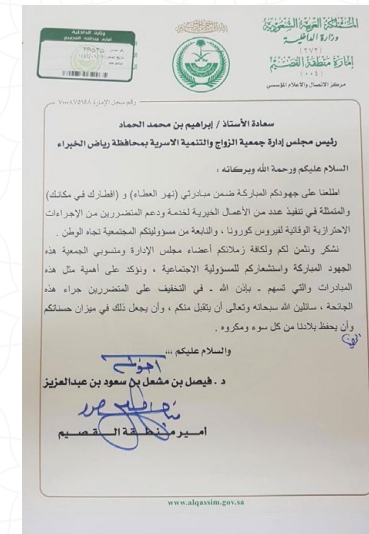 المملكة العربية السعودية
وزارة الداخلية
(٢٧٢)
إمارة منطقة القصيم
(٠٠٤)
مركز الاتصال والاعلام المؤسسي
وزارة الداخلية
سعادة الأستاذ / إبراهيم بن محمد الحماد
رئيس مجلس إدارة جمعية الزواج والتنمية الاسرية بمحافظة رياض الخبراء
السلام عليكم ورحمة الله وبركاته :
اطلعنا على جهودكم المباركة ضمن مبادرتي (نهر العطاء) و (افطارك في مكانك)
والمتمثلة في تنفيذ عدد من الأعمال الخيرية لخدمة ودعم المتضررين من الإجراءات
الاحترازية الوقائية لفيروس كورونا ، والنابعة من مسؤوليتكم المجتمعية تجاه الوطن .
نشكر ونثمن لكم ولكافة زملائكم أعضاء مجلس الإدارة ومنسوبي الجمعية هذه
الجهود المباركة واستشعاركم للمسؤولية الاجتماعية ، ونؤكد على أهمية مثل هذه
المبادرات والتي تسهم - بإذن الله - في التخفيف على المتضررين جراء هذه
الجائحة ، سائلين الله سبحانه وتعالى أن يتقبل منكم ، وأن يجعل ذلك في ميزان حسناتكم
وأن يحفظ بلادنا من كل سوء ومكروه .
والسلام عليكم ,,,
أخوكم
د . فيصل بن مشعل بن سعود بن عبدالعزيز
أمير منطقة القصيم
www.alqassim.gov.sa